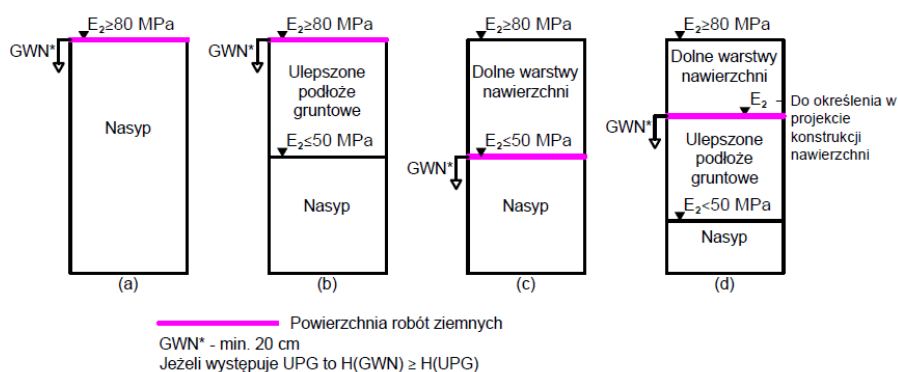 E₂≥80 MPa
GWN*
Nasyp
(a)
E₂≥80 MPa
GWN*
Ulepszone
podłoże
gruntowe
E₂≤50 MPa
Nasyp
(b)
E₂≥80 MPa
Dolne warstwy
nawierzchni
E₂≤50 MPa
GWN*
Nasyp
(c)
E₂≥80 MPa
Dolne warstwy
nawierzchni
E₂ – Do określenia w
projekcie
konstrukcji
nawierzchni
GWN*
Ulepszone
podłoże
gruntowe
E₂<50 MPa
Nasyp
(d)
Powierzchnia robót ziemnych
GWN* - min. 20 cm
Jeżeli występuje UPG to H(GWN) ≥ H(UPG)